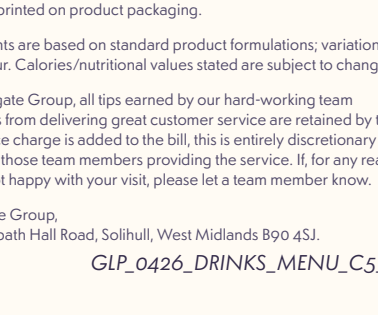 printed on product packaging.
nts are based on standard product formulations; variation
ur. Calories/nutritional values stated are subject to chang
gate Group, all tips earned by our hard-working team
s from delivering great customer service are retained by t
ce charge is added to the bill, this is entirely discretionary
those team members providing the service. If, for any rea
t happy with your visit, please let a team member know.
e Group,
path Hall Road, Solihull, West Midlands B90 4SJ.
GLP_0426_DRINKS_MENU_C5_